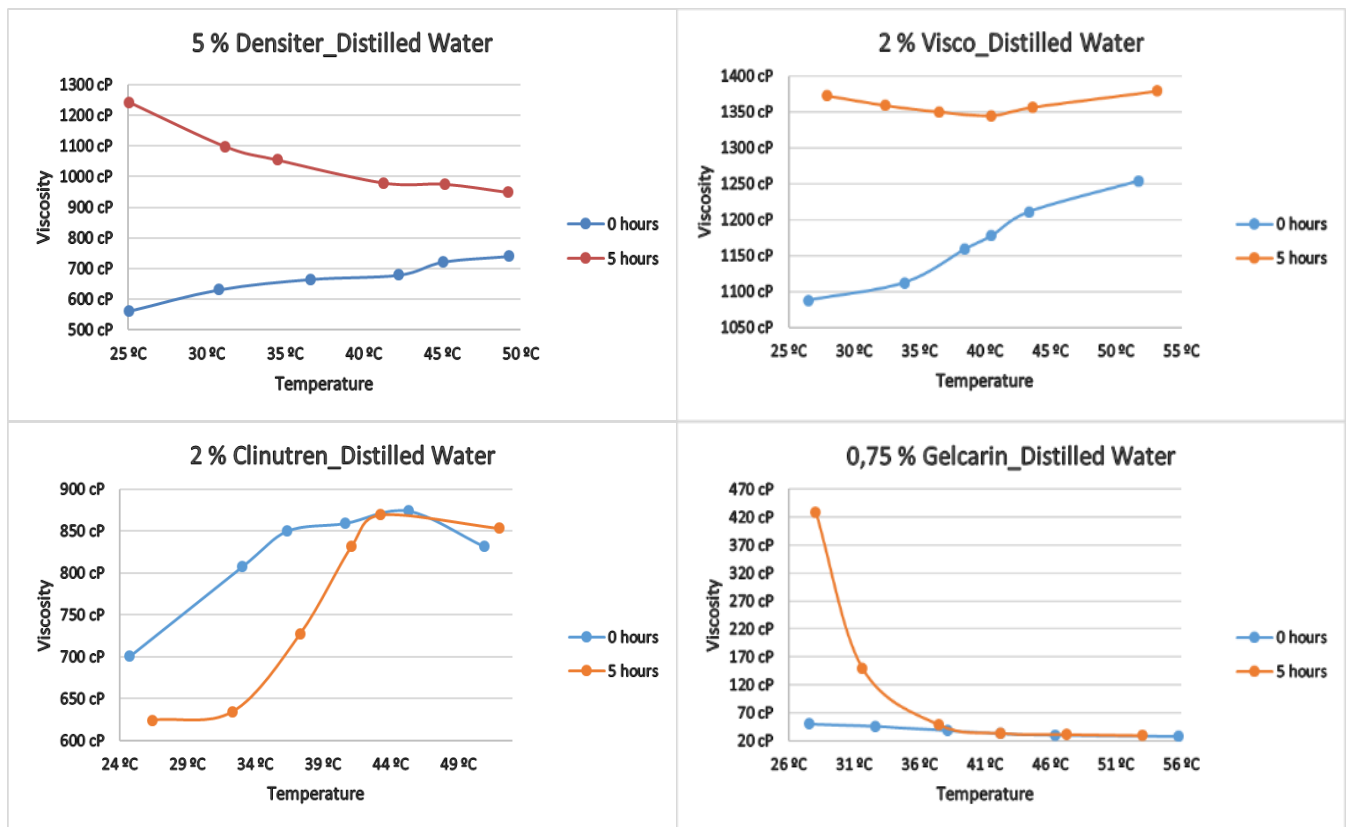 5 % Densiter_Distilled Water
1300 cP
1200 cP
1100 cP
1000 cP
900 cP
800 cP
700 cP
600 cP
500 cP
Viscosity
25 ºC 30 ºC 35 ºC 40 ºC 45 ºC 50 ºC
Temperature
0 hours
5 hours
2 % Visco_Distilled Water
1400 cP
1350 cP
1300 cP
1250 cP
1200 cP
1150 cP
1100 cP
1050 cP
Viscosity
25 ºC 30 ºC 35 ºC 40 ºC 45 ºC 50 ºC 55 ºC
Temperature
0 hours
5 hours
2 % Clinutren_Distilled Water
900 cP
850 cP
800 cP
750 cP
700 cP
650 cP
600 cP
Viscosity
24 ºC 29 ºC 34 ºC 39 ºC 44 ºC 49 ºC
Temperature
0 hours
5 hours
0,75 % Gelcarin_Distilled Water
470 cP
420 cP
370 cP
320 cP
270 cP
220 cP
170 cP
120 cP
70 cP
20 cP
Viscosity
26 ºC 31 ºC 36 ºC 41 ºC 46 ºC 51 ºC 56 ºC
Temperature
0 hours
5 hours